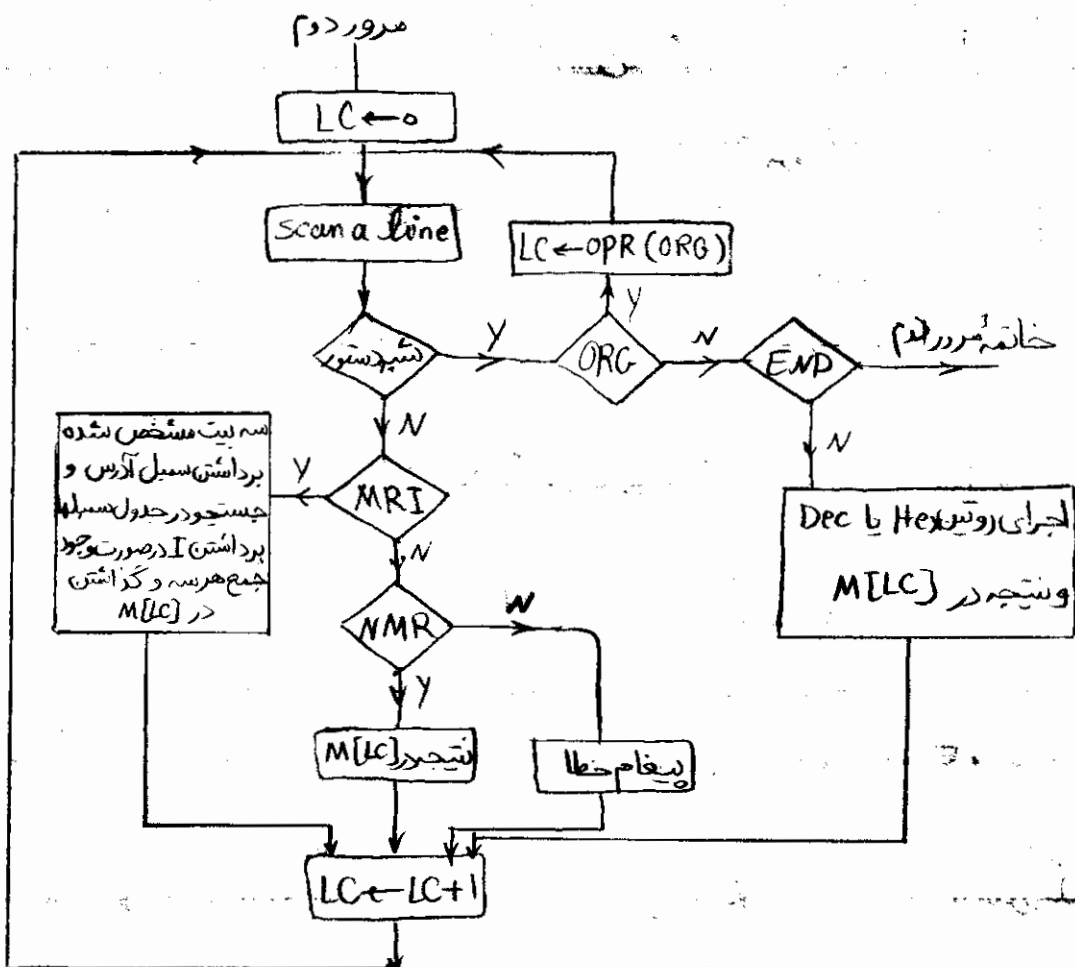 مرور دوم
LC ← 0
Scan a line
LC ← OPR (ORG)
شبه دستور
Y
ORG
Y
N
END
خاتمه مرور دوم
N
N
سه بیت مشخص شده
برداشتن سمبل آدرس و
جستجو در جدول سمبلها
برداشتن I در صورت وجود
جمع هر سه و گذاشتن
در M[LC]
Y
MRI
N
اجرای روتین Hex یا Dec
و نتیجه در M[LC]
NMR
N
Y
نتیجه در M[LC]
پیغام خطا
LC ← LC+1